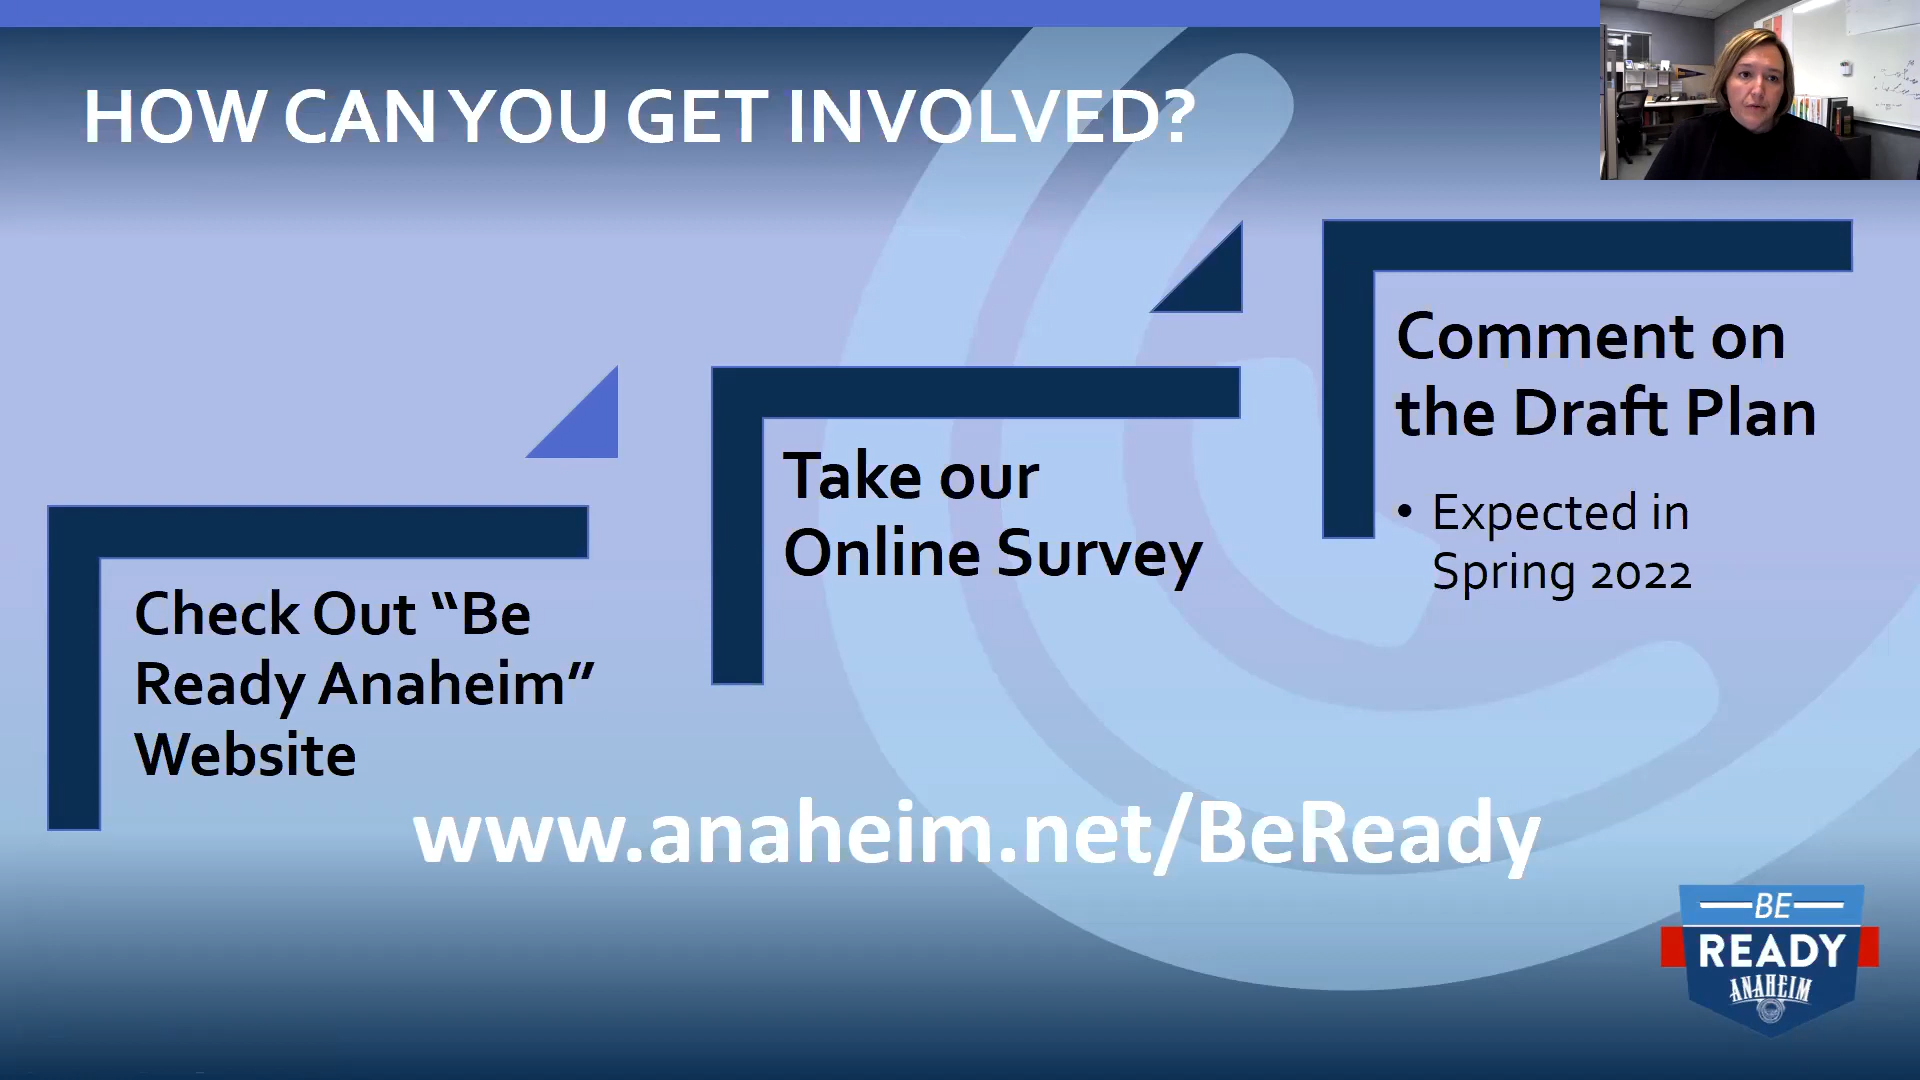 HOW CAN YOU GET INVOLVED?
Check Out “Be
Ready Anaheim”
Website
Take our
Online Survey
Comment on
the Draft Plan
• Expected in
Spring 2022
www.anaheim.net/BeReady
BE
READY
ANAHEIM